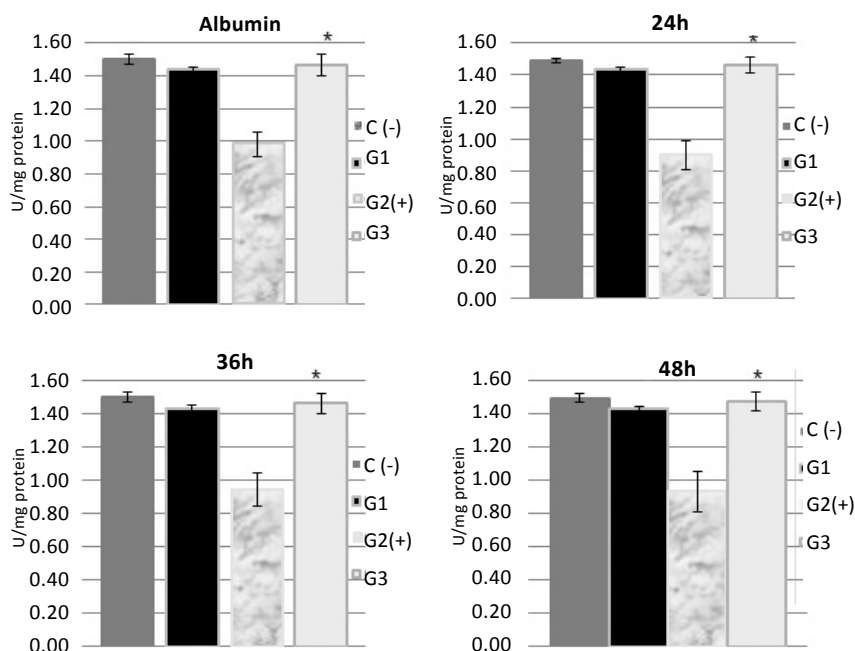 Albumin
*
1.60
1.40
1.20
1.00
0.80
0.60
0.40
0.20
0.00
U/mg protein
C (-)
G1
G2(+)
G3
24h
*
1.60
1.40
1.20
1.00
0.80
0.60
0.40
0.20
0.00
U/mg protein
C (-)
G1
G2(+)
G3
36h
*
1.60
1.40
1.20
1.00
0.80
0.60
0.40
0.20
0.00
U/mg protein
C (-)
G1
G2(+)
G3
48h
*
1.60
1.40
1.20
1.00
0.80
0.60
0.40
0.20
0.00
U/mg protein
C (-)
G1
G2(+)
G3